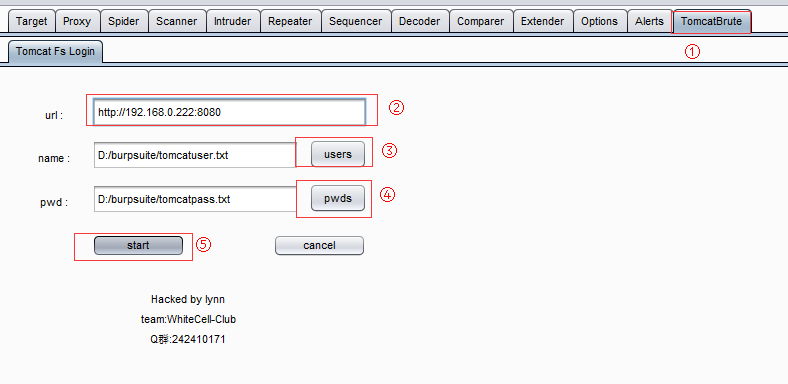 Target Proxy Spider Scanner Intruder Repeater Sequencer Decoder Comparer Extender Options Alerts TomcatBrute
Tomcat Fs Login ①
url : http://192.168.0.222:8080 ②
name : D:/burpsuite/tomcatuser.txt users ③
pwd : D:/burpsuite/tomcatpass.txt pwds ④
start ⑤ cancel
Hacked by lynn
team:WhiteCell-Club
Q群:242410171